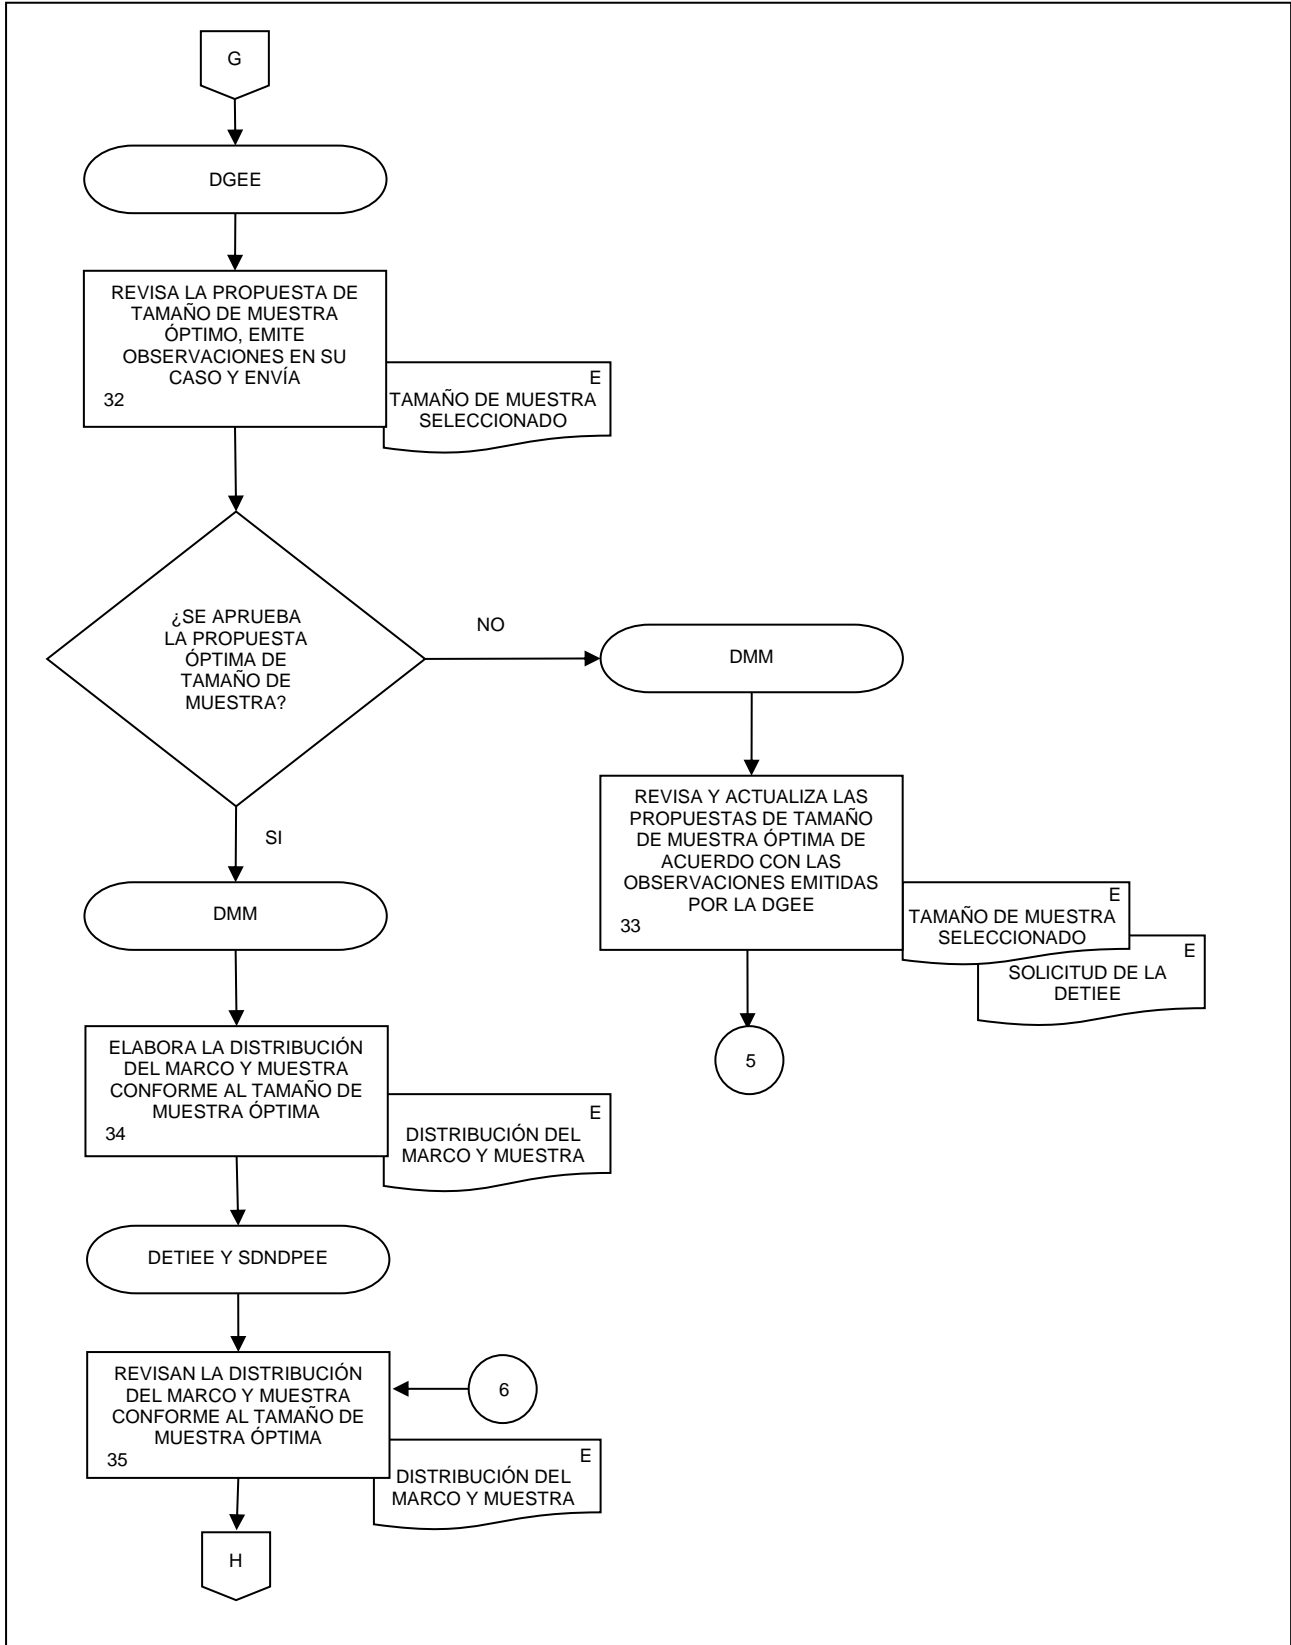 G
DGEE
REVISA LA PROPUESTA DE
TAMAÑO DE MUESTRA
ÓPTIMO, EMITE
OBSERVACIONES EN SU
CASO Y ENVÍA
32
E
TAMAÑO DE MUESTRA
SELECCIONADO
¿SE APRUEBA
LA PROPUESTA
ÓPTIMA DE
TAMAÑO DE
MUESTRA?
NO
DMM
REVISA Y ACTUALIZA LAS
PROPUESTAS DE TAMAÑO
DE MUESTRA ÓPTIMA DE
ACUERDO CON LAS
OBSERVACIONES EMITIDAS
POR LA DGEE
33
E
TAMAÑO DE MUESTRA
SELECCIONADO
E
SOLICITUD DE LA
DETIEE
5
SI
DMM
ELABORA LA DISTRIBUCIÓN
DEL MARCO Y MUESTRA
CONFORME AL TAMAÑO DE
MUESTRA ÓPTIMA
34
E
DISTRIBUCIÓN DEL
MARCO Y MUESTRA
DETIEE Y SDNDPEE
REVISAN LA DISTRIBUCIÓN
DEL MARCO Y MUESTRA
CONFORME AL TAMAÑO DE
MUESTRA ÓPTIMA
35
6
E
DISTRIBUCIÓN DEL
MARCO Y MUESTRA
H